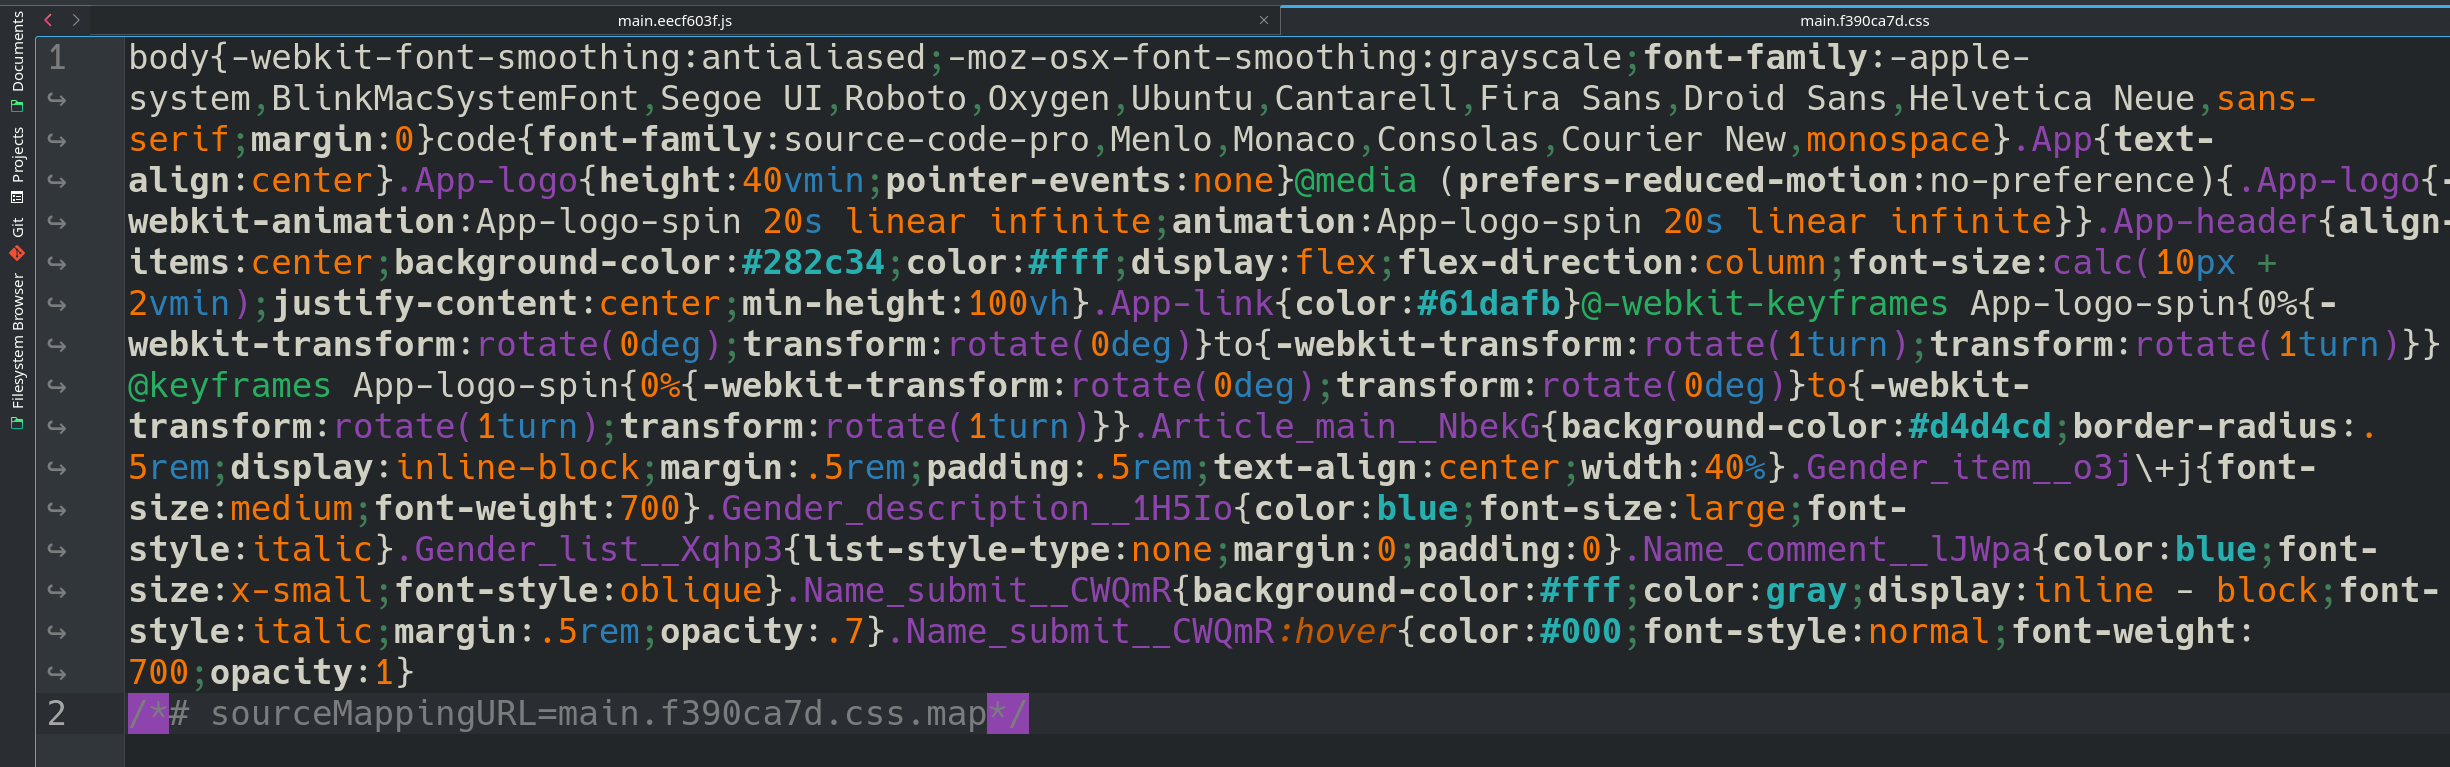 main.eecf603f.js
main.f390ca7d.css
Documents
Projects
Git
Filesystem Browser
1
body{-webkit-font-smoothing:antialiased;-moz-osx-font-smoothing:grayscale;font-family:-apple-
system,BlinkMacSystemFont,Segoe UI,Roboto,Oxygen,Ubuntu,Cantarell,Fira Sans,Droid Sans,Helvetica Neue,sans-
serif;margin:0}code{font-family:source-code-pro,Menlo,Monaco,Consolas,Courier New,monospace}.App{text-
align:center}.App-logo{height:40vmin;pointer-events:none}@media (prefers-reduced-motion:no-preference){.App-logo{-
webkit-animation:App-logo-spin 20s linear infinite;animation:App-logo-spin 20s linear infinite}}.App-header{align-
items:center;background-color:#282c34;color:#fff;display:flex;flex-direction:column;font-size:calc(10px +
2vmin);justify-content:center;min-height:100vh}.App-link{color:#61dafb}@-webkit-keyframes App-logo-spin{0%{-
webkit-transform:rotate(0deg);transform:rotate(0deg)}to{-webkit-transform:rotate(1turn);transform:rotate(1turn)}}
@keyframes App-logo-spin{0%{-webkit-transform:rotate(0deg);transform:rotate(0deg)}to{-webkit-
transform:rotate(1turn);transform:rotate(1turn)}}.Article_main__NbekG{background-color:#d4d4cd;border-radius:.
5rem;display:inline-block;margin:.5rem;padding:.5rem;text-align:center;width:40%}.Gender_item__o3j\+j{font-
size:medium;font-weight:700}.Gender_description__1H5Io{color:blue;font-size:large;font-
style:italic}.Gender_list__Xqhp3{list-style-type:none;margin:0;padding:0}.Name_comment__lJWpa{color:blue;font-
size:x-small;font-style:oblique}.Name_submit__CWQmR{background-color:#fff;color:gray;display:inline - block;font-
style:italic;margin:.5rem;opacity:.7}.Name_submit__CWQmR:hover{color:#000;font-style:normal;font-weight:
700;opacity:1}
2
/*# sourceMappingURL=main.f390ca7d.css.map*/